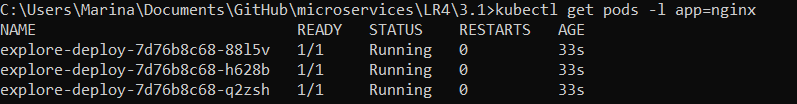 C:\Users\Marina\Documents\GitHub\microservices\LR4\3.1>kubectl get pods -l app=nginx
NAME READY STATUS RESTARTS AGE
explore-deploy-7d76b8c68-88l5v 1/1 Running 0 33s
explore-deploy-7d76b8c68-h628b 1/1 Running 0 33s
explore-deploy-7d76b8c68-q2zsh 1/1 Running 0 33s